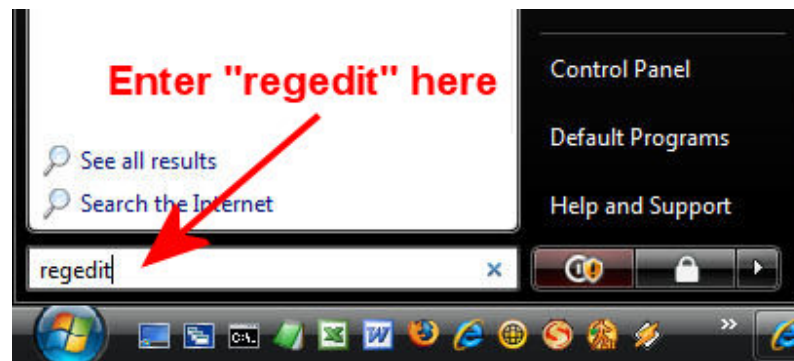 Enter "regedit" here
See all results
Search the Internet
regedit
Control Panel
Default Programs
Help and Support
C:\.